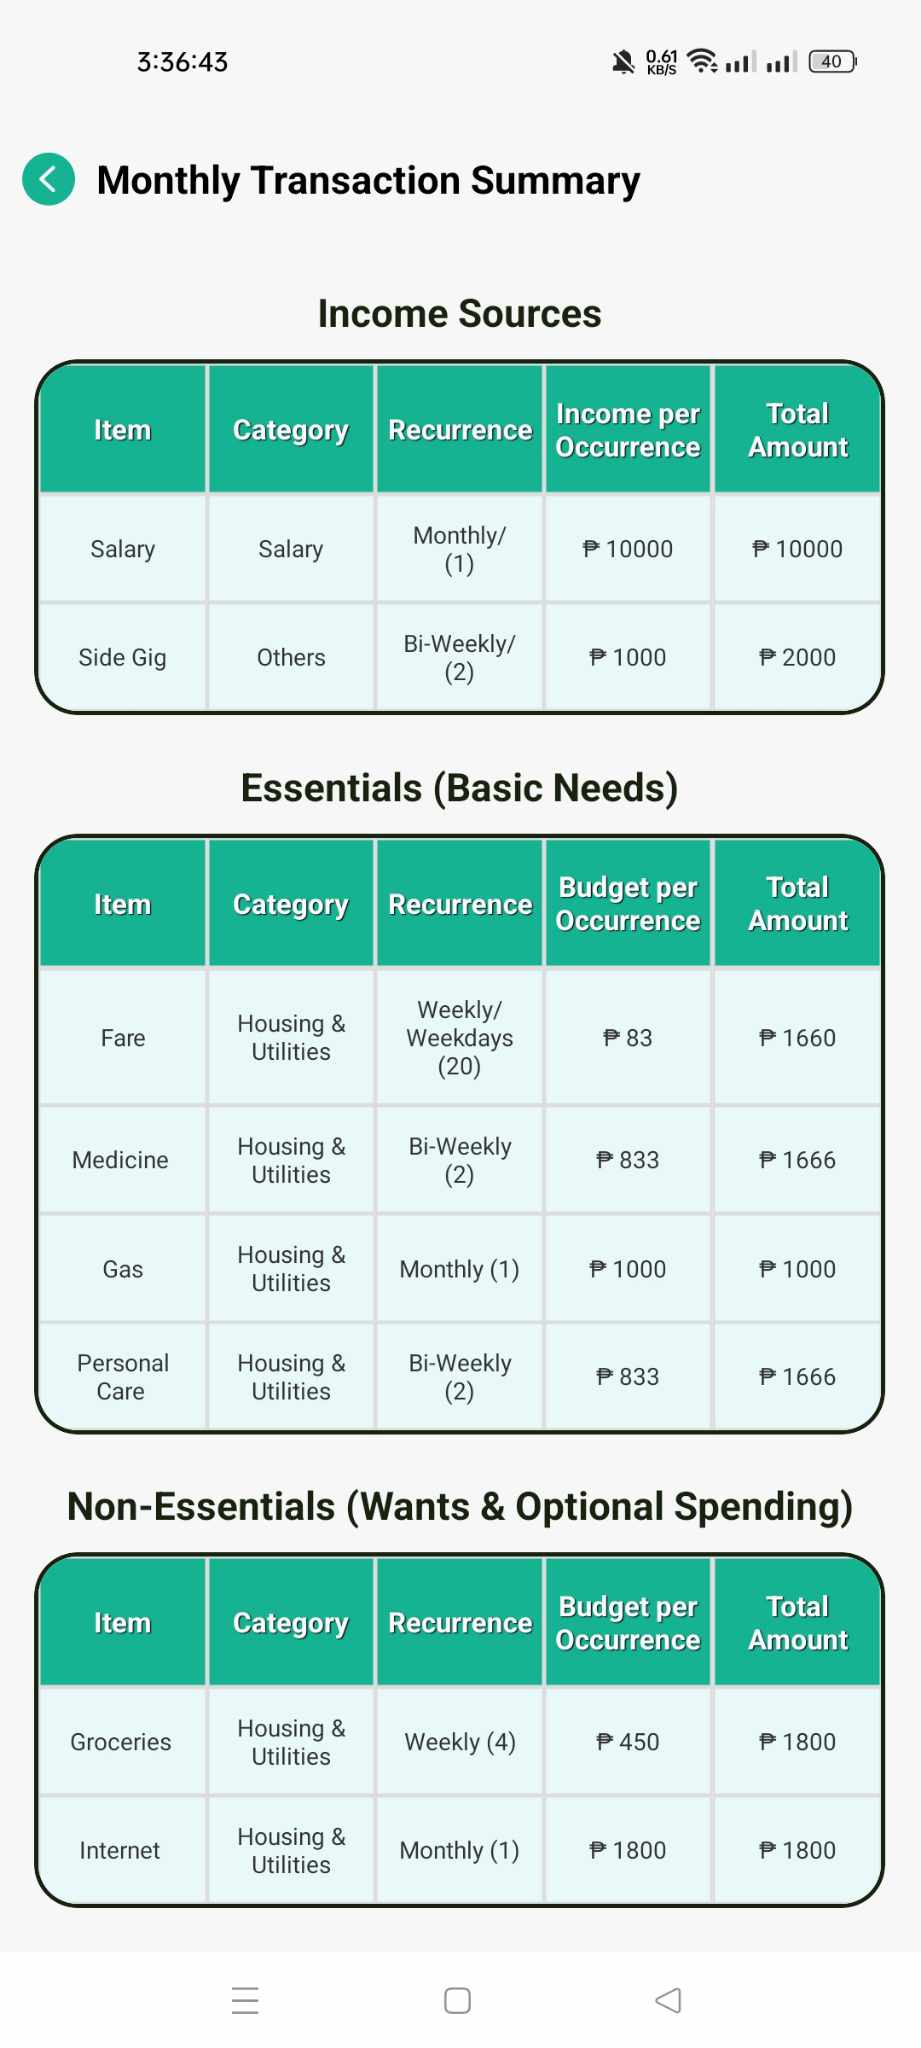 3:36:43
0.61
KB/S
40
Monthly Transaction Summary
Income Sources
Item
Category
Recurrence
Income per
Occurrence
Total
Amount
Salary
Salary
Monthly/
(1)
₱ 10000
₱ 10000
Side Gig
Others
Bi-Weekly/
(2)
₱ 1000
₱ 2000
Essentials (Basic Needs)
Item
Category
Recurrence
Budget per
Occurrence
Total
Amount
Fare
Housing &
Utilities
Weekly/
Weekdays
(20)
₱ 83
₱ 1660
Medicine
Housing &
Utilities
Bi-Weekly
(2)
₱ 833
₱ 1666
Gas
Housing &
Utilities
Monthly (1)
₱ 1000
₱ 1000
Personal
Care
Housing &
Utilities
Bi-Weekly
(2)
₱ 833
₱ 1666
Non-Essentials (Wants & Optional Spending)
Item
Category
Recurrence
Budget per
Occurrence
Total
Amount
Groceries
Housing &
Utilities
Weekly (4)
₱ 450
₱ 1800
Internet
Housing &
Utilities
Monthly (1)
₱ 1800
₱ 1800